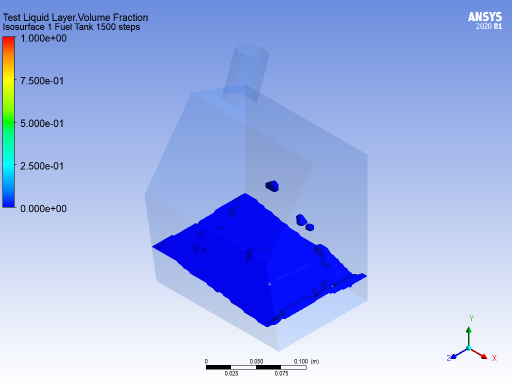 Test Liquid Layer.Volume Fraction
Isosurface 1 Fuel Tank 1500 steps
1.000e+00
7.500e-01
5.000e-01
2.500e-01
0.000e+00
ANSYS
2020 R1
0 0.050 0.100 (m)
0.025 0.075
Y
Z X